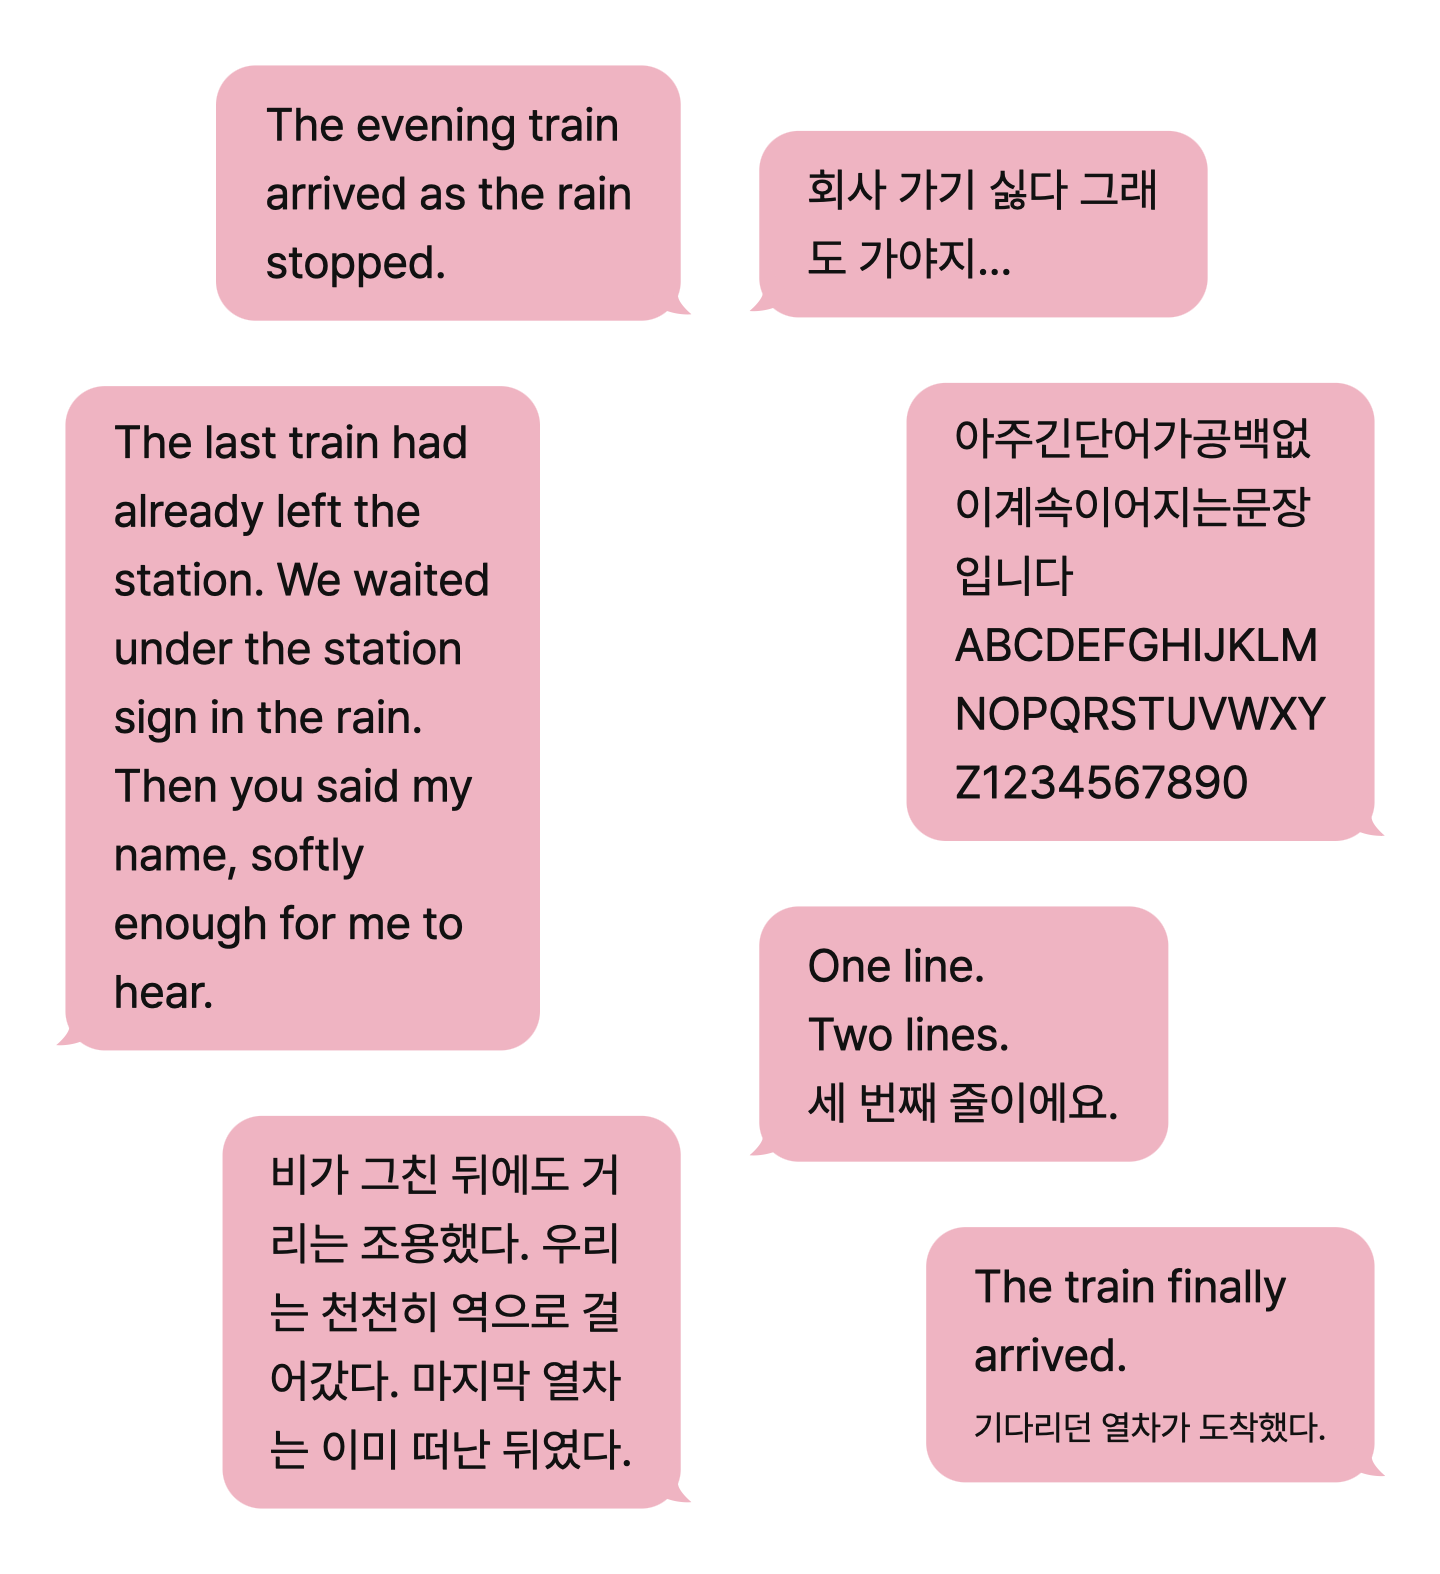 The evening train
arrived as the rain
stopped.
The last train had
already left the
station. We waited
under the station
sign in the rain.
Then you said my
name, softly
enough for me to
hear.
비가 그친 뒤에도 거
리는 조용했다. 우리
는 천천히 역으로 걸
어갔다. 마지막 열차
는 이미 떠난 뒤였다.
회사 가기 싫다 그래
도 가야지...
아주긴단어가공백없
이계속이어지는문장
입니다
ABCDEFGHIJKLM
NOPQRSTUVWXY
Z1234567890
One line.
Two lines.
세 번째 줄이에요.
The train finally
arrived.
기다리던 열차가 도착했다.